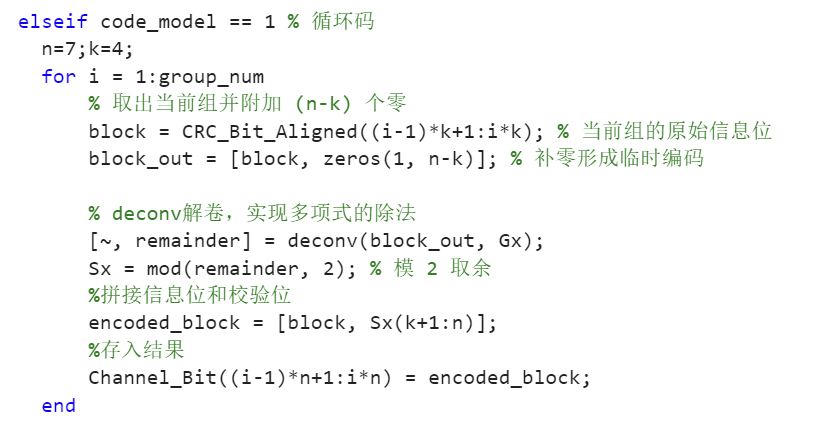 elseif code_model == 1 % 循环码
n=7;k=4;
for i = 1:group_num
% 取出当前组并附加 (n-k) 个零
block = CRC_Bit_Aligned((i-1)*k+1:i*k); % 当前组的原始信息位
block_out = [block, zeros(1, n-k)]; % 补零形成临时编码
% deconv解卷，实现多项式的除法
[~, remainder] = deconv(block_out, Gx);
Sx = mod(remainder, 2); % 模 2 取余
%拼接信息位和校验位
encoded_block = [block, Sx(k+1:n)];
%存入结果
Channel_Bit((i-1)*n+1:i*n) = encoded_block;
end